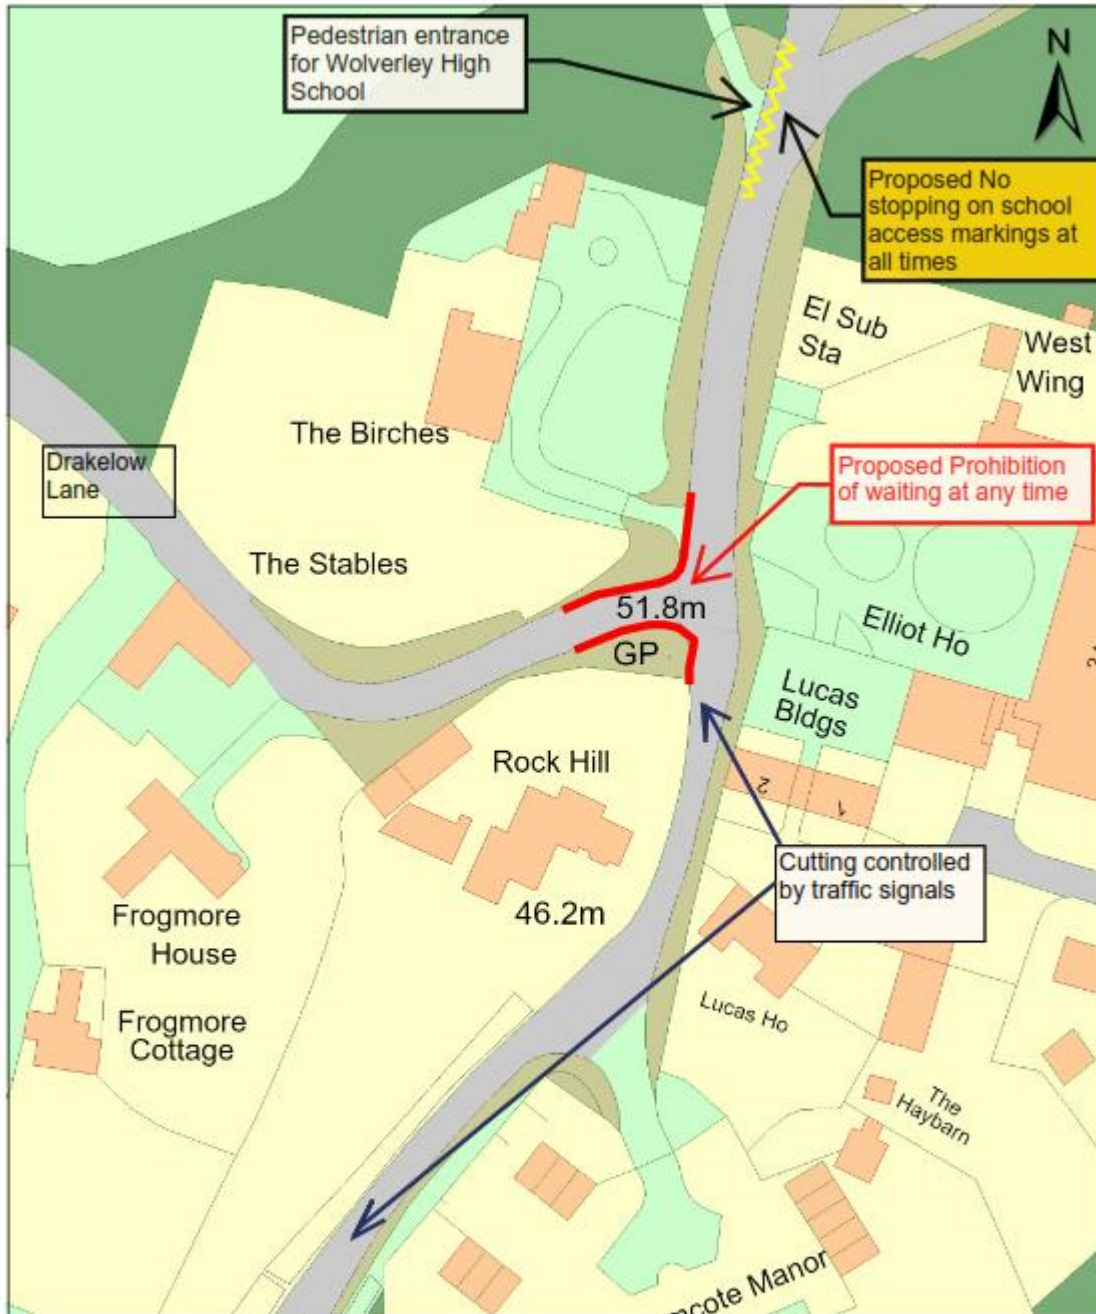 Pedestrian entrance
for Wolverley High
School
N
Proposed No
stopping on school
access markings at
all times
El Sub
Sta
West
Wing
The Birches
Drakelow
Lane
Proposed Prohibition
of waiting at any time
The Stables
51.8m
GP
Elliot Ho
Lucas
Bldgs
Rock Hill
2
1
Cutting controlled
by traffic signals
46.2m
Frogmore
House
Lucas Ho
Frogmore
Cottage
The
Haybarn
Manor